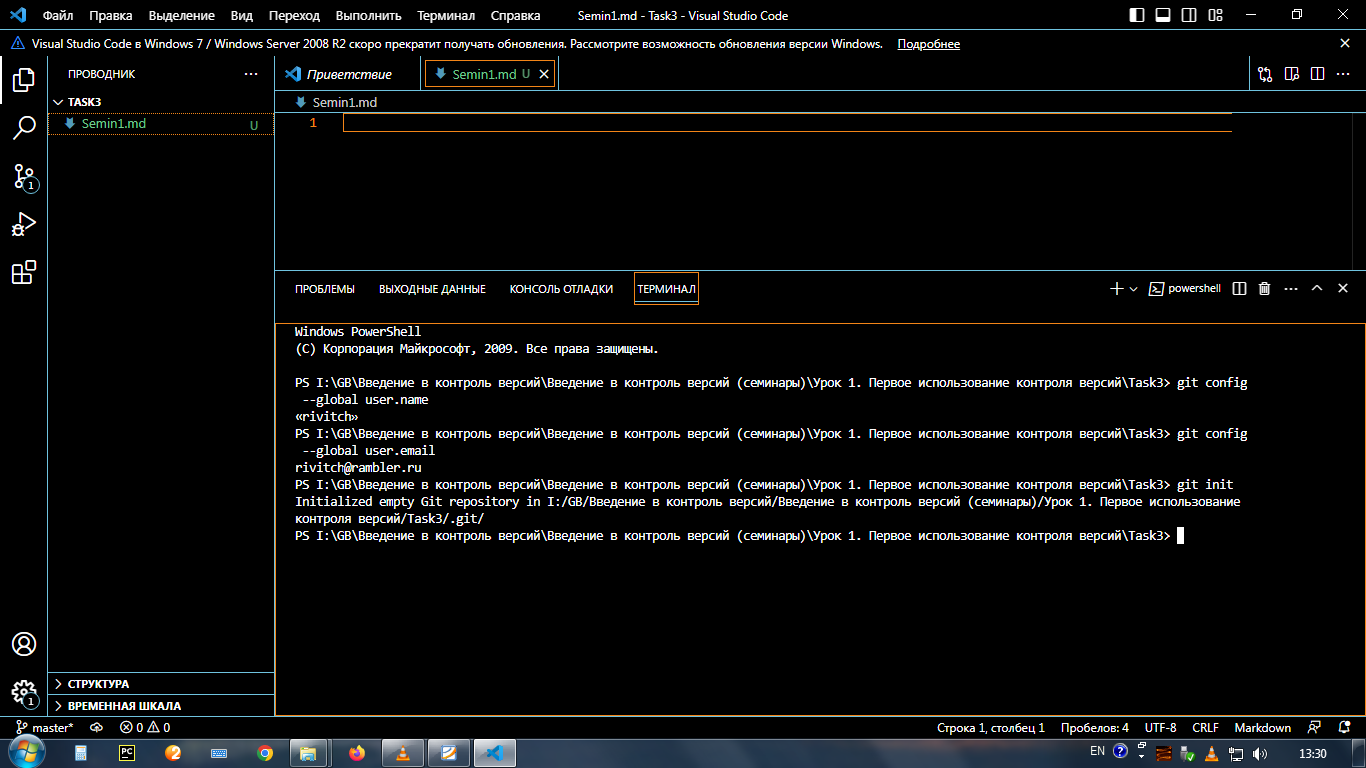 Файл Правка Выделение Вид Переход Выполнить Терминал Справка Semin1.md - Task3 - Visual Studio Code
Visual Studio Code в Windows 7 / Windows Server 2008 R2 скоро прекратит получать обновления. Рассмотрите возможность обновления версии Windows. Подробнее
ПРОВОДНИК
Приветствие
Semin1.md U
TASK3
Semin1.md U
Semin1.md
1
ПРОБЛЕМЫ ВЫХОДНЫЕ ДАННЫЕ КОНСОЛЬ ОТЛАДКИ ТЕРМИНАЛ
powershell
Windows PowerShell
(C) Корпорация Майкрософт, 2009. Все права защищены.
PS I:\GB\Введение в контроль версий\Введение в контроль версий (семинары)\Урок 1. Первое использование контроля версий\Task3> git config
--global user.name
«rivitch»
PS I:\GB\Введение в контроль версий\Введение в контроль версий (семинары)\Урок 1. Первое использование контроля версий\Task3> git config
--global user.email
rivitch@rambler.ru
PS I:\GB\Введение в контроль версий\Введение в контроль версий (семинары)\Урок 1. Первое использование контроля версий\Task3> git init
Initialized empty Git repository in I:/GB/Введение в контроль версий/Введение в контроль версий (семинары)/Урок 1. Первое использование
контроля версий/Task3/.git/
PS I:\GB\Введение в контроль версий\Введение в контроль версий (семинары)\Урок 1. Первое использование контроля версий\Task3>
1
1
СТРУКТУРА
ВРЕМЕННАЯ ШКАЛА
master* 0 0 Строка 1, столбец 1 Пробелов: 4 UTF-8 CRLF Markdown
PC
EN 13:30